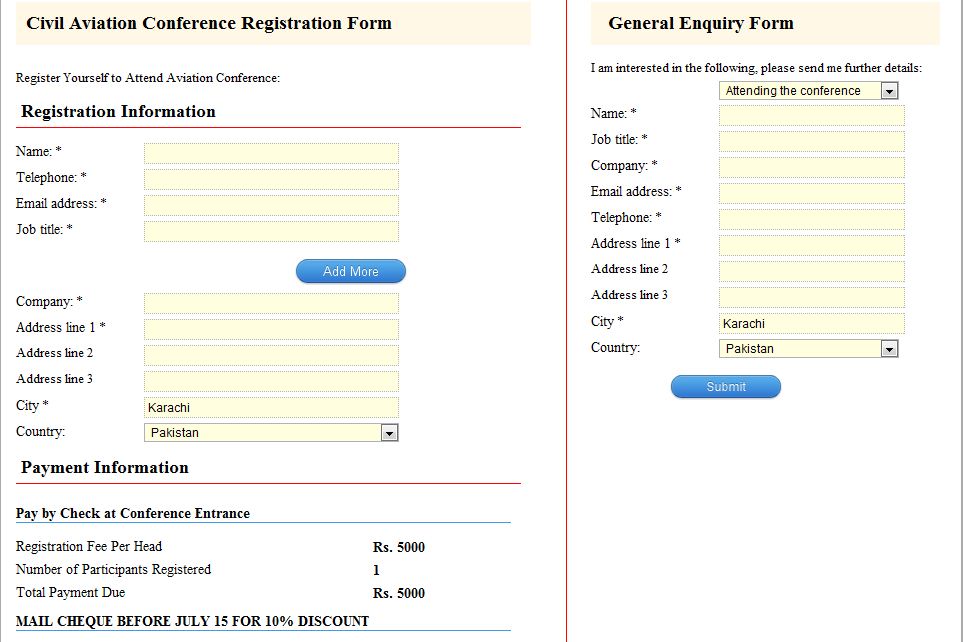 Civil Aviation Conference Registration Form
Register Yourself to Attend Aviation Conference:
Registration Information
Name: *
Telephone: *
Email address: *
Job title: *
Add More
Company: *
Address line 1 *
Address line 2
Address line 3
City * Karachi
Country: Pakistan
Payment Information
Pay by Check at Conference Entrance
Registration Fee Per Head Rs. 5000
Number of Participants Registered 1
Total Payment Due Rs. 5000
MAIL CHEQUE BEFORE JULY 15 FOR 10% DISCOUNT
General Enquiry Form
I am interested in the following, please send me further details:
Attending the conference
Name: *
Job title: *
Company: *
Email address: *
Telephone: *
Address line 1 *
Address line 2
Address line 3
City * Karachi
Country: Pakistan
Submit